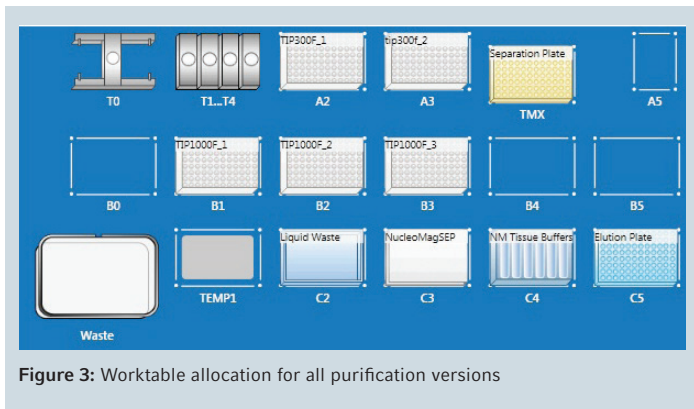 TIP300F_1
tip300f_2
Separation Plate
T0
T1...T4
A2
A3
TMX
A5
TIP1000F_1
TIP1000F_2
TIP1000F_3
B0
B1
B2
B3
B4
B5
Liquid Waste
NucleoMagSEP
NM Tissue Buffers
Elution Plate
TEMP1
C2
C3
C4
C5
Waste
Figure 3: Worktable allocation for all purification versions